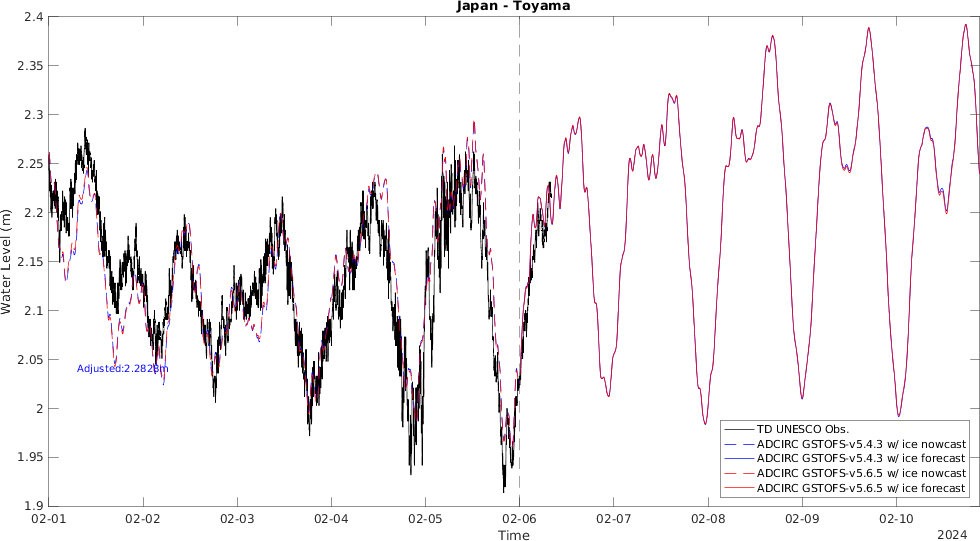 Japan - Toyama
2.4
2.35
2.3
2.25
2.2
2.15
2.1
2.05
2
1.95
1.9
Water Level (m)
Adjusted:2.2828m
TD UNESCO Obs.
ADCIRC GSTOFS-v5.4.3 w/ ice nowcast
ADCIRC GSTOFS-v5.4.3 w/ ice forecast
ADCIRC GSTOFS-v5.6.5 w/ ice nowcast
ADCIRC GSTOFS-v5.6.5 w/ ice forecast
02-01 02-02 02-03 02-04 02-05 02-06 02-07 02-08 02-09 02-10
Time
2024